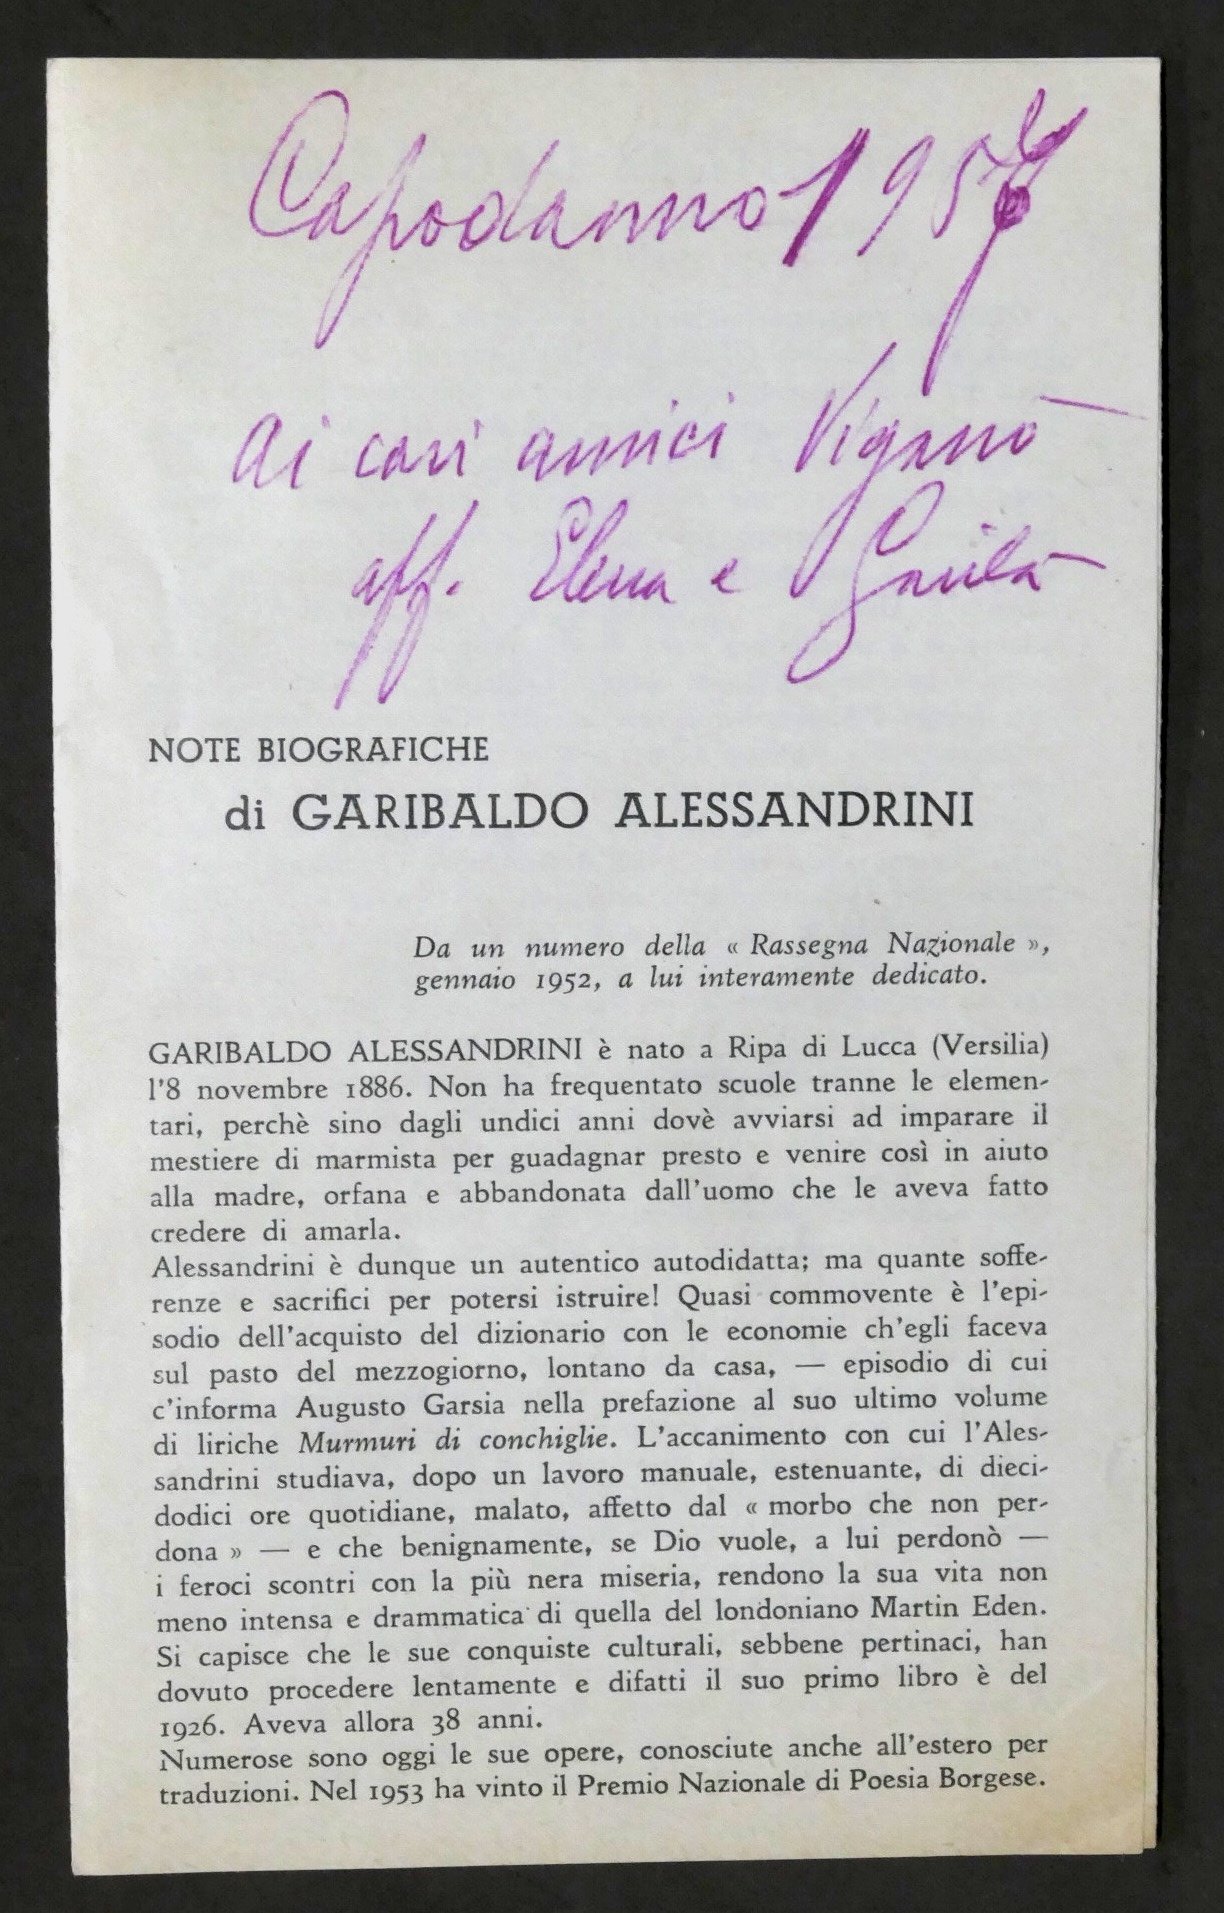 Capodanno 1957
Ai cari amici Viganò
aff. Elena e
NOTE BIOGRAFICHE
di GARIBALDO ALESSANDRINI
Da un numero della « Rassegna Nazionale »,
gennaio 1952, a lui interamente dedicato.
GARIBALDO ALESSANDRINI è nato a Ripa di Lucca (Versilia)
l'8 novembre 1886. Non ha frequentato scuole tranne le elemen-
tari, perchè sino dagli undici anni dovè avviarsi ad imparare il
mestiere di marmista per guadagnar presto e venire così in aiuto
alla madre, orfana e abbandonata dall'uomo che le aveva fatto
credere di amarla.
Alessandrini è dunque un autentico autodidatta; ma quante soffe-
renze e sacrifici per potersi istruire! Quasi commovente è l'epi-
sodio dell'acquisto del dizionario con le economie ch'egli faceva
sul pasto del mezzogiorno, lontano da casa, — episodio di cui
c'informa Augusto Garsia nella prefazione al suo ultimo volume
di liriche Murmuri di conchiglie. L'accanimento con cui l'Ales-
sandrini studiava, dopo un lavoro manuale, estenuante, di dieci-
dodici ore quotidiane, malato, affetto dal « morbo che non per-
dona » — e che benignamente, se Dio vuole, a lui perdonò —
i feroci scontri con la più nera miseria, rendono la sua vita non
meno intensa e drammatica di quella del londoniano Martin Eden.
Si capisce che le sue conquiste culturali, sebbene pertinaci, han
dovuto procedere lentamente e difatti il suo primo libro è del
1926. Aveva allora 38 anni.
Numerose sono oggi le sue opere, conosciute anche all'estero per
traduzioni. Nel 1953 ha vinto il Premio Nazionale di Poesia Borgese.